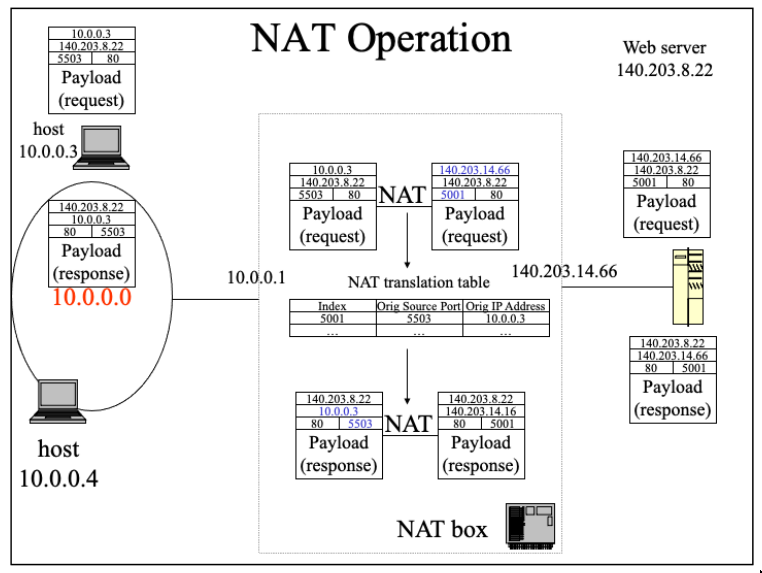 NAT Operation
10.0.0.3
140.203.8.22
5503 80
Payload
(request)
host
10.0.0.3
140.203.8.22
10.0.0.3
80 5503
Payload
(response)
10.0.0.0
host
10.0.0.4
10.0.0.1
10.0.0.3
140.203.8.22
5503 80
Payload
(request)
NAT
140.203.14.66
140.203.8.22
5001 80
Payload
(request)
NAT translation table
Index Orig Source Port Orig IP Address
5001 5503 10.0.0.3
... ... ...
140.203.8.22
10.0.0.3
80 5503
Payload
(response)
NAT
140.203.8.22
140.203.14.16
80 5001
Payload
(response)
NAT box
140.203.14.66
Web server
140.203.8.22
140.203.14.66
140.203.8.22
5001 80
Payload
(request)
140.203.8.22
140.203.14.66
80 5001
Payload
(response)